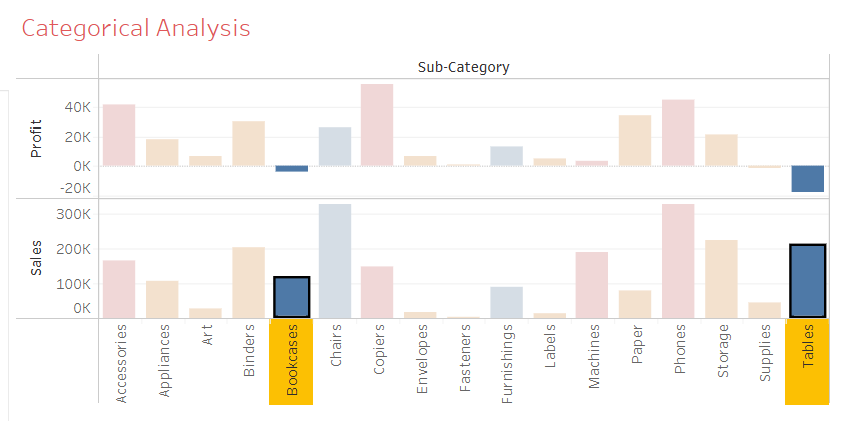 Categorical Analysis
Sub-Category
Profit
40K
20K
0K
-20K
Sales
300K
200K
100K
0K
Accessories
Appliances
Art
Binders
Bookcases
Chairs
Copiers
Envelopes
Fasteners
Furnishings
Labels
Machines
Paper
Phones
Storage
Supplies
Tables